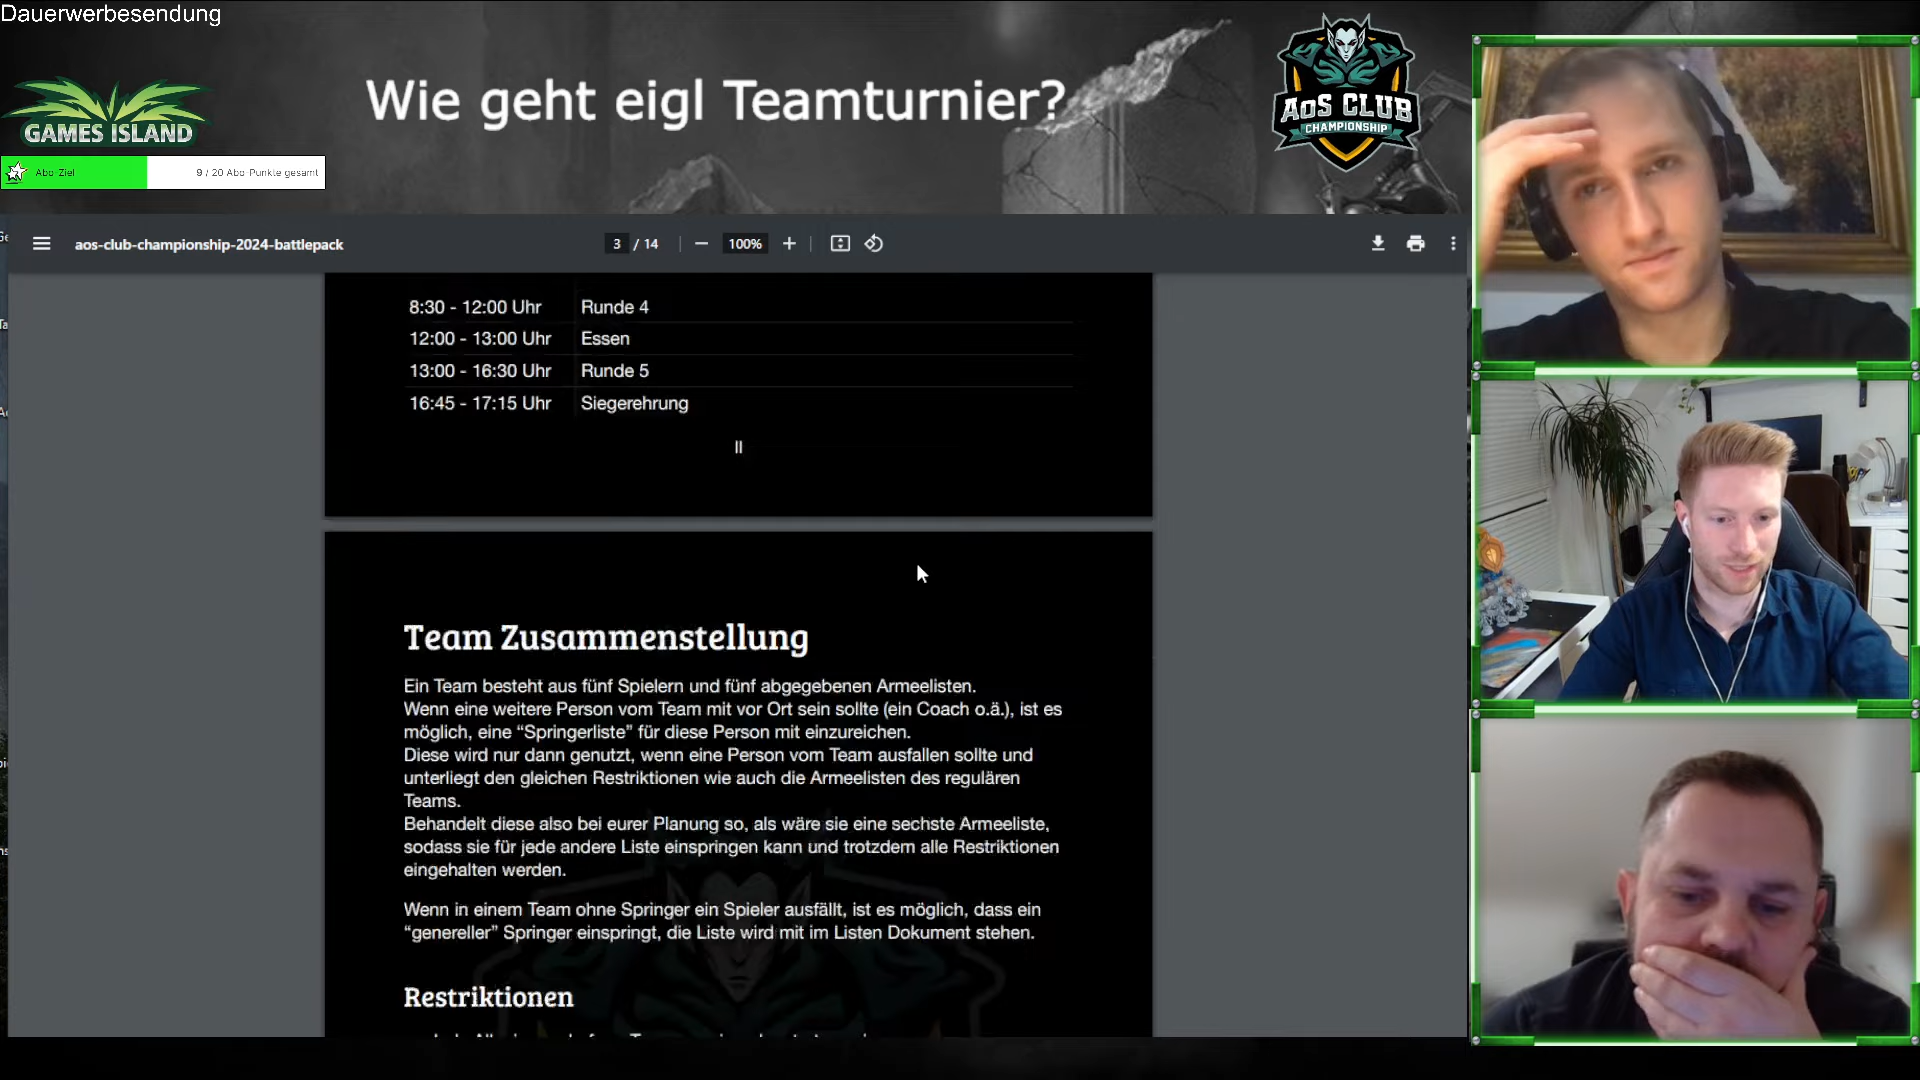 Dauerwerbesendung
GAMES ISLAND
Wie geht eigl Teamturnier?
AoS CLUB
CHAMPIONSHIP
Abo-Ziel
9 / 20 Abo-Punkte gesamt
aos-club-championship-2024-battlepack
3 / 14
100%
8:30 - 12:00 Uhr Runde 4
12:00 - 13:00 Uhr Essen
13:00 - 16:30 Uhr Runde 5
16:45 - 17:15 Uhr Siegerehrung
II
Team Zusammenstellung
Ein Team besteht aus fünf Spielern und fünf abgegebenen Armeelisten.
Wenn eine weitere Person vom Team mit vor Ort sein sollte (ein Coach o.ä.), ist es
möglich, eine “Springerliste” für diese Person mit einzureichen.
Diese wird nur dann genutzt, wenn eine Person vom Team ausfallen sollte und
unterliegt den gleichen Restriktionen wie auch die Armeelisten des regulären
Teams.
Behandelt diese also bei eurer Planung so, als wäre sie eine sechste Armeeliste,
sodass sie für jede andere Liste einspringen kann und trotzdem alle Restriktionen
eingehalten werden.
Wenn in einem Team ohne Springer ein Spieler ausfällt, ist es möglich, dass ein
“genereller” Springer einspringt, die Liste wird mit im Listen Dokument stehen.
Restriktionen